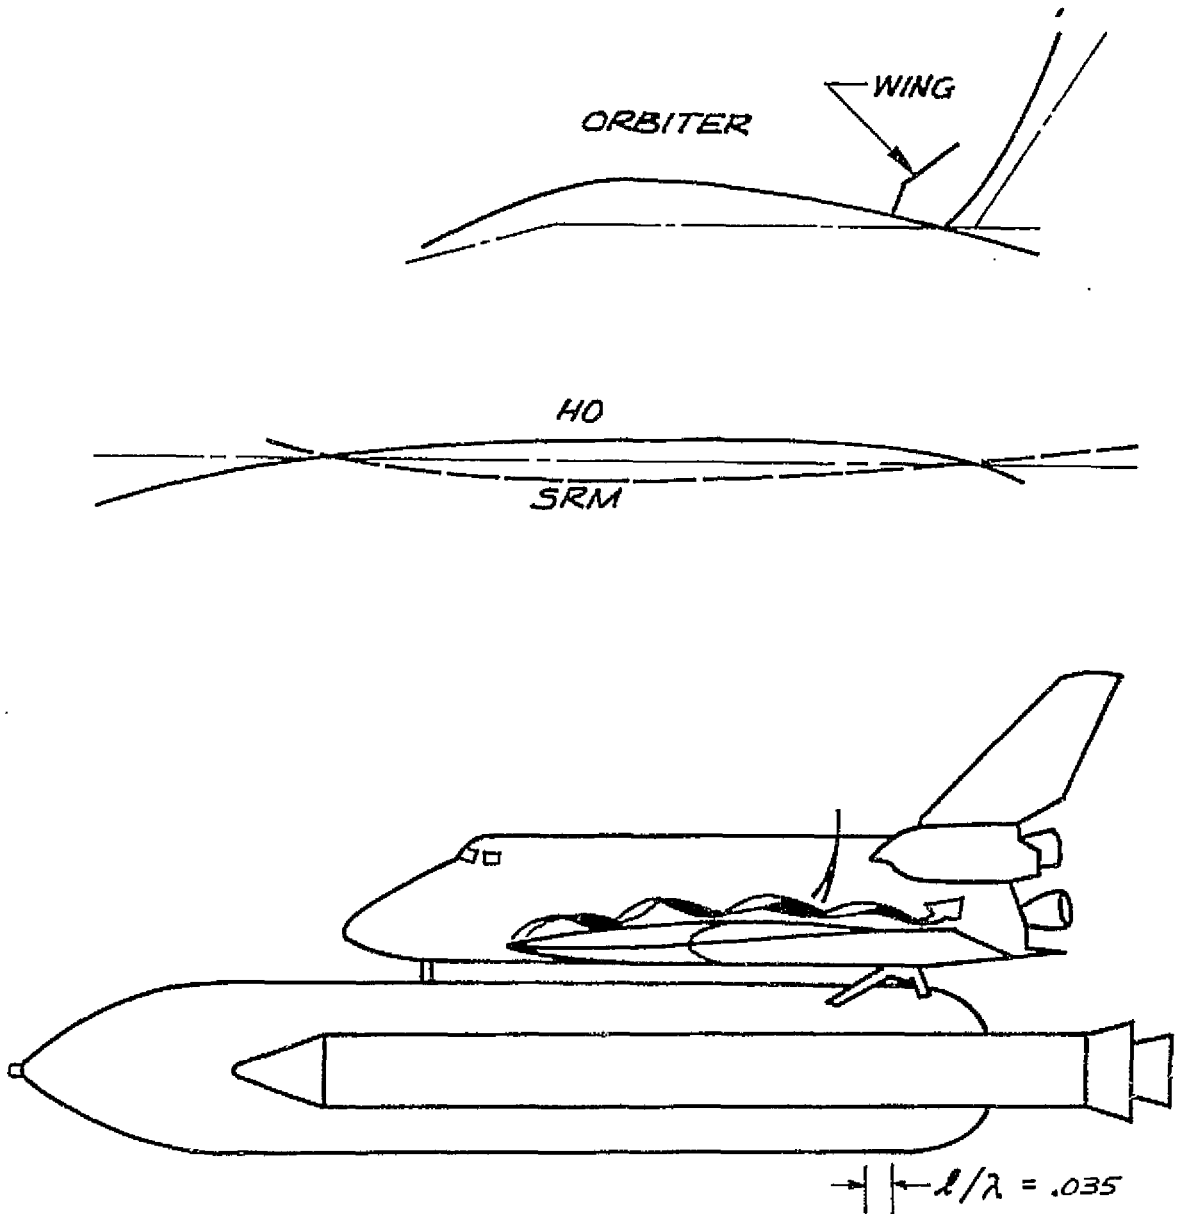 WING
ORBITER
HO
SRM
l/λ = .035